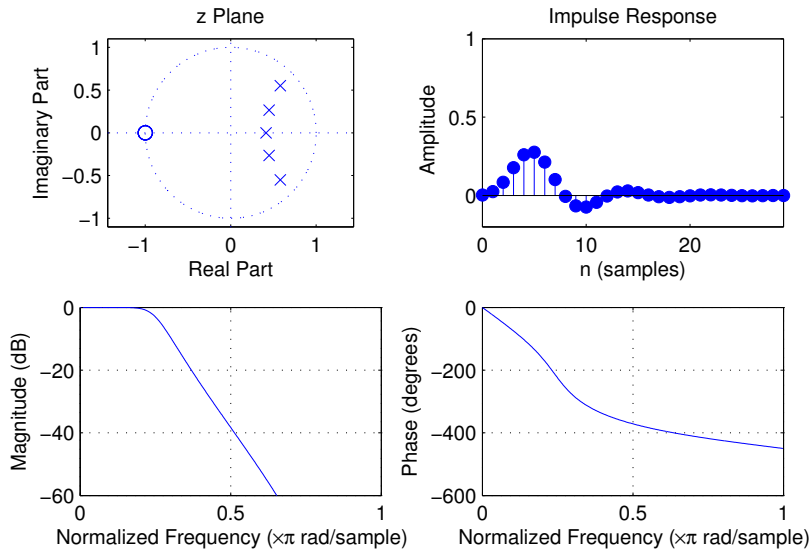 z Plane
1
0.5
0
−0.5
−1
−1
0
1
Imaginary Part
Real Part
Impulse Response
1
0.5
0
0
10
20
Amplitude
n (samples)
0
−20
−40
−60
0
0.5
1
Magnitude (dB)
Normalized Frequency (×π rad/sample)
0
−200
−400
−600
0
0.5
1
Phase (degrees)
Normalized Frequency (×π rad/sample)